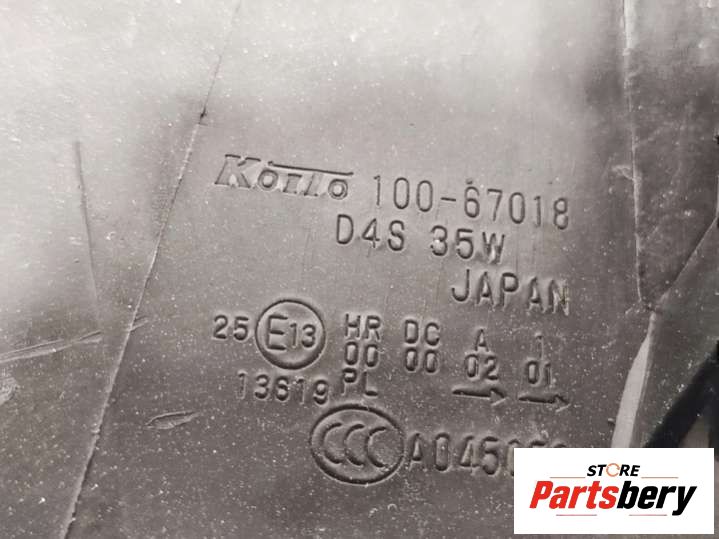 Koito 100-67018
D4S 35W
JAPAN
25 E13 HR DC A 1
00 00 02 01
13619 PL → →
CCC
STORE
Partsbery